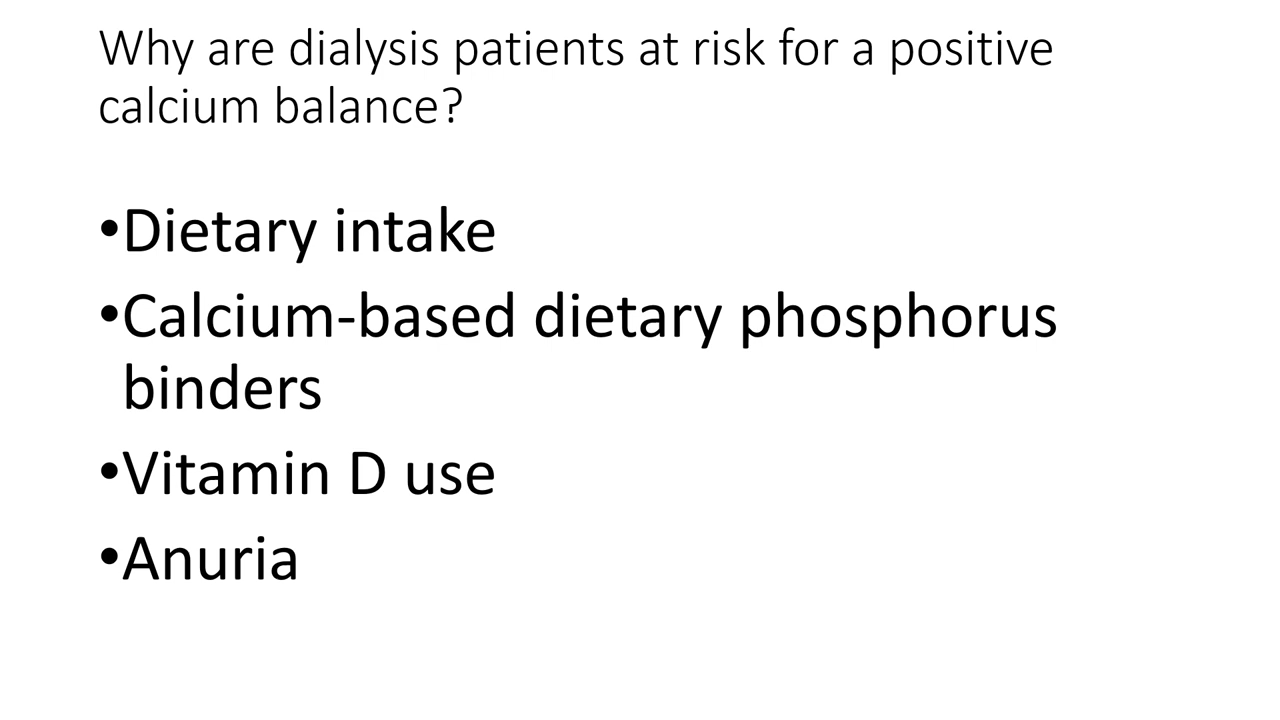 Why are dialysis patients at risk for a positive
calcium balance?
•Dietary intake
•Calcium-based dietary phosphorus
binders
•Vitamin D use
•Anuria